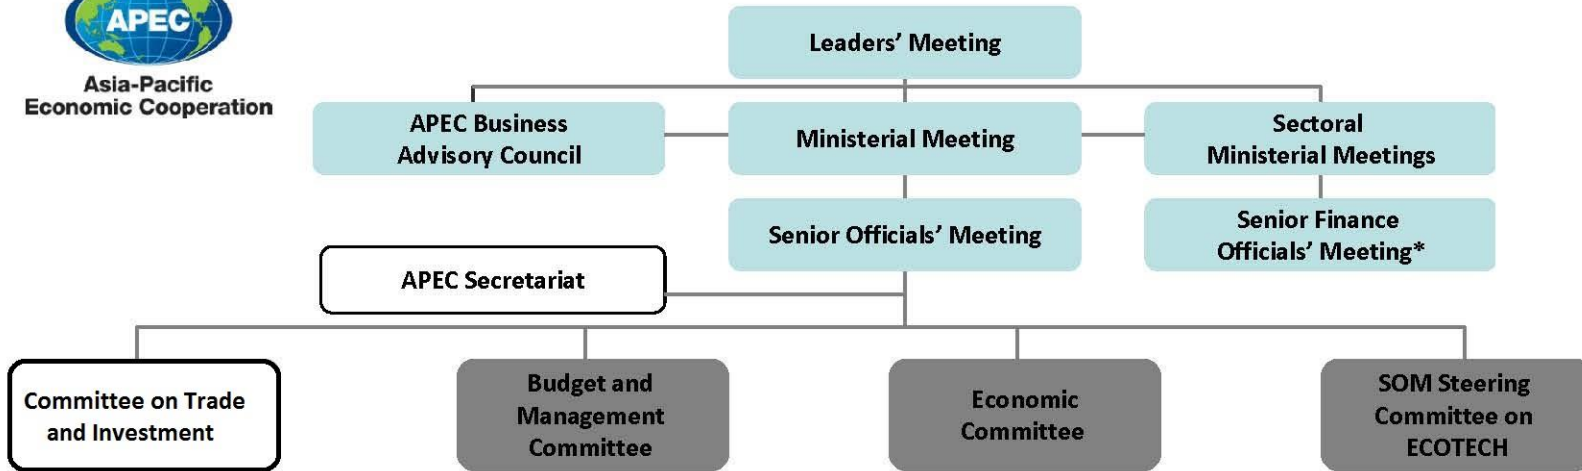 APEC
Asia-Pacific
Economic Cooperation
Leaders’ Meeting
APEC Business
Advisory Council
Ministerial Meeting
Sectoral
Ministerial Meetings
Senior Officials’ Meeting
Senior Finance
Officials’ Meeting*
APEC Secretariat
Committee on Trade
and Investment
Budget and
Management
Committee
Economic
Committee
SOM Steering
Committee on
ECOTECH